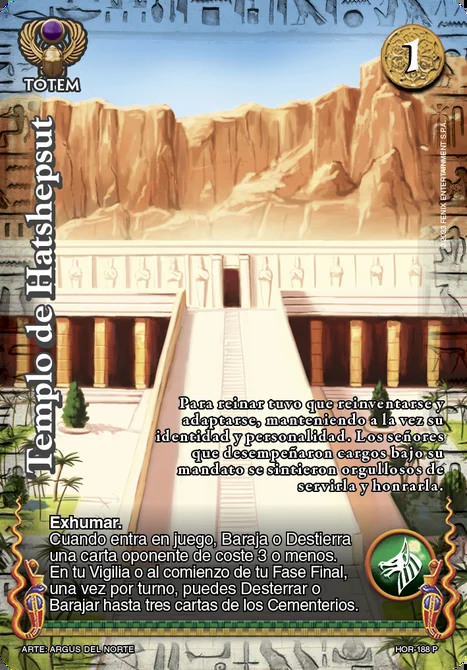 TÓTEM
1
Templo de Hatshepsut
©2023 FENIX ENTERTAINMENT S.P.A.
Para reinar tuvo que reinventarse y
adaptarse, manteniendo a la vez su
identidad y personalidad. Los señores
que desempeñaron cargos bajo su
mandato se sintieron orgullosos de
servirla y honrarla.
Exhumar.
Cuando entra en juego, Baraja o Destierra
una carta oponente de coste 3 o menos.
En tu Vigilia o al comienzo de tu Fase Final,
una vez por turno, puedes Desterrar o
Barajar hasta tres cartas de los Cementerios.
ARTE: ARGUS DEL NORTE
HOR-188 P